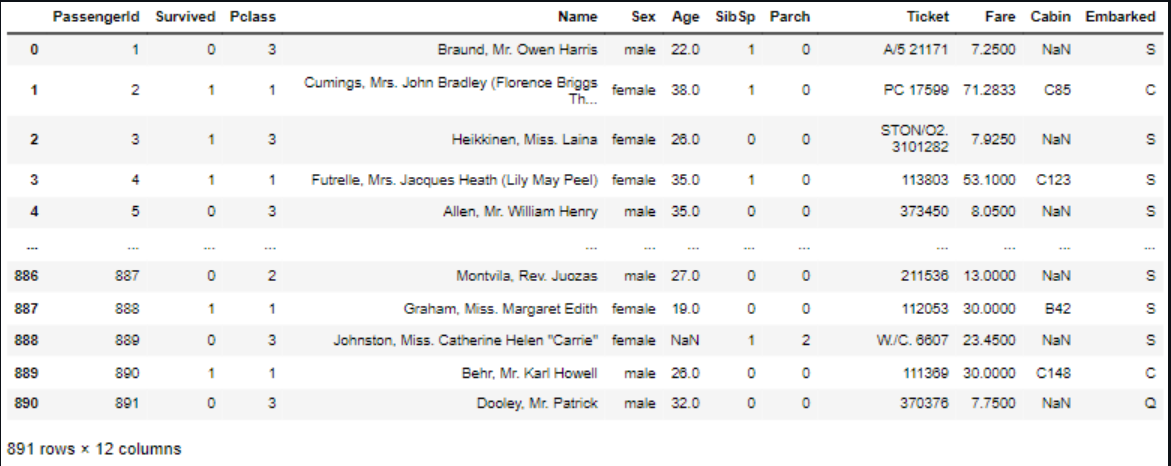 PassengerId Survived Pclass Name Sex Age SibSp Parch Ticket Fare Cabin Embarked
0 1 0 3 Braund, Mr. Owen Harris male 22.0 1 0 A/5 21171 7.2500 NaN S
1 2 1 1 Cumings, Mrs. John Bradley (Florence Briggs Th... female 38.0 1 0 PC 17599 71.2833 C85 C
2 3 1 3 Heikkinen, Miss. Laina female 26.0 0 0 STON/O2. 3101282 7.9250 NaN S
3 4 1 1 Futrelle, Mrs. Jacques Heath (Lily May Peel) female 35.0 1 0 113803 53.1000 C123 S
4 5 0 3 Allen, Mr. William Henry male 35.0 0 0 373450 8.0500 NaN S
... ... ... ... ... ... ... ... ... ... ... ... ...
886 887 0 2 Montvila, Rev. Juozas male 27.0 0 0 211536 13.0000 NaN S
887 888 1 1 Graham, Miss. Margaret Edith female 19.0 0 0 112053 30.0000 B42 S
888 889 0 3 Johnston, Miss. Catherine Helen "Carrie" female NaN 1 2 W./C. 6607 23.4500 NaN S
889 890 1 1 Behr, Mr. Karl Howell male 26.0 0 0 111369 30.0000 C148 C
890 891 0 3 Dooley, Mr. Patrick male 32.0 0 0 370376 7.7500 NaN Q
891 rows × 12 columns